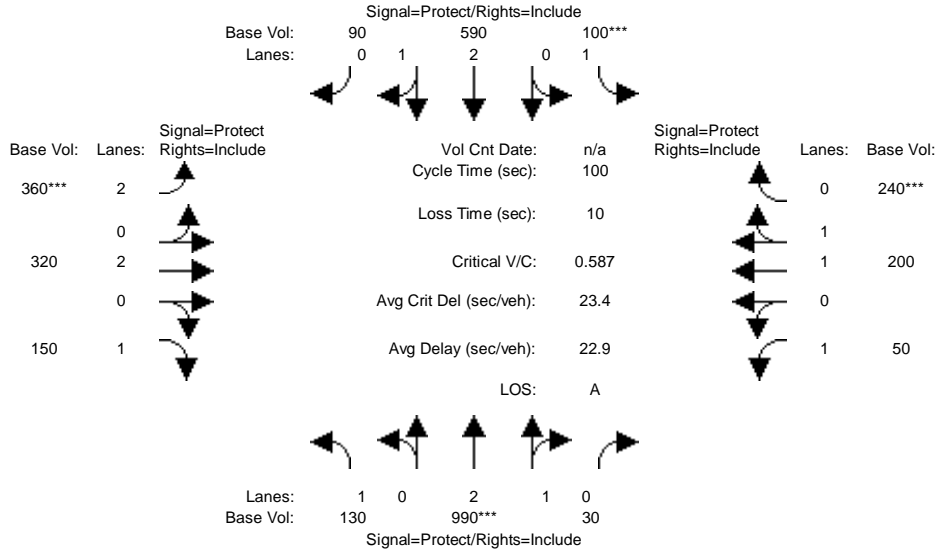 Signal=Protect/Rights=Include
Base Vol: 90 590 100***
Lanes: 0 1 2 0 1
Signal=Protect Signal=Protect
Base Vol: Lanes: Rights=Include Vol Cnt Date: n/a Rights=Include Lanes: Base Vol:
Cycle Time (sec): 100
360*** 2 0 240***
Loss Time (sec): 10
0 1
320 2 Critical V/C: 0.587 1 200
0 Avg Crit Del (sec/veh): 23.4 0
150 1 Avg Delay (sec/veh): 22.9 1 50
LOS: A
Lanes: 1 0 2 1 0
Base Vol: 130 990*** 30
Signal=Protect/Rights=Include